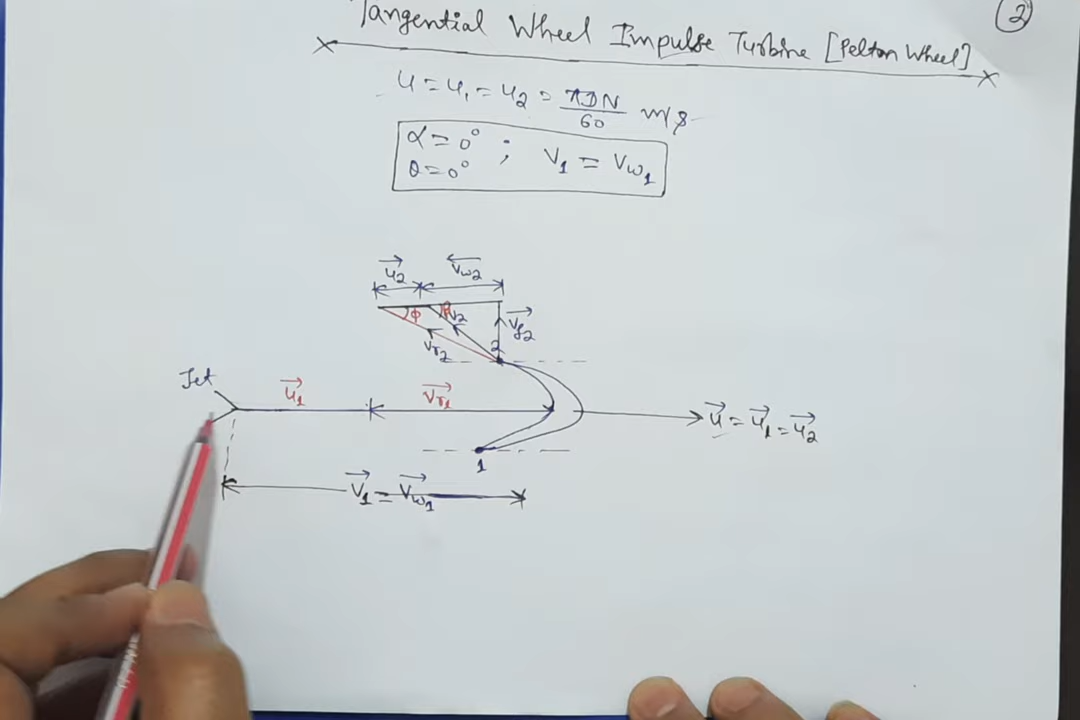 2
Tangential Wheel Impulse Turbine [Pelton Wheel]
u = u₁ = u₂ = πDN/60 m/s
α = 0° ; V₁ = Vw₁
θ = 0°
u₂ Vw₂
ϕ β V₂ Vf₂
Vr₂ 2
Jet u₁ Vr₁ u = u₁ = u₂
1
V₁ = Vw₁